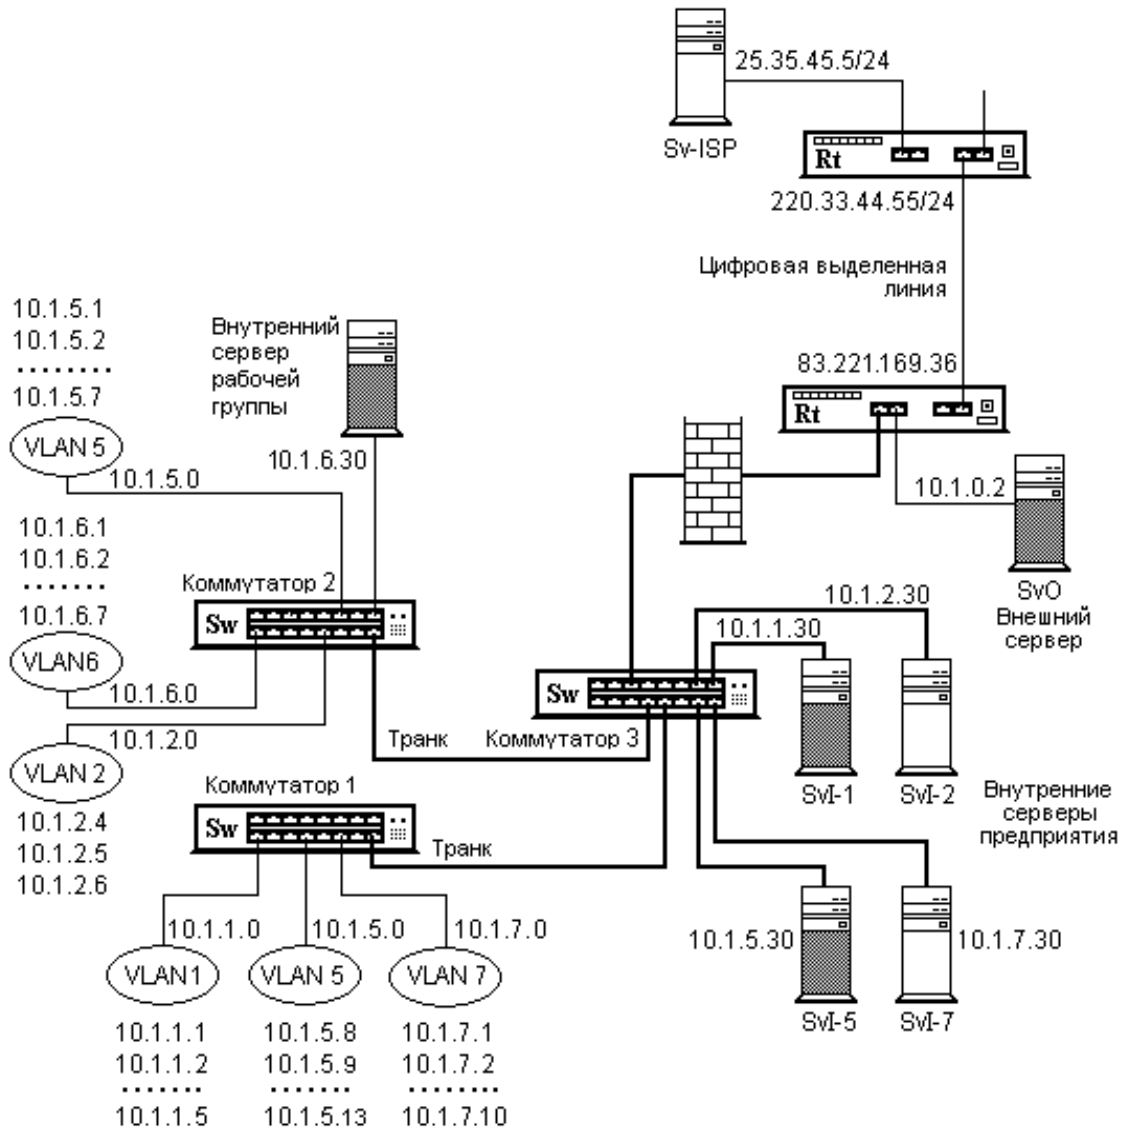 25.35.45.5/24
Sv-ISP
Rt
220.33.44.55/24
Цифровая выделенная
линия
83.221.169.36
Rt
10.1.0.2
SvO
Внешний
сервер
10.1.5.1
10.1.5.2
........
10.1.5.7
VLAN 5
10.1.5.0
Внутренний
сервер
рабочей
группы
10.1.6.30
10.1.6.1
10.1.6.2
.......
10.1.6.7
VLAN6
10.1.6.0
Коммутатор 2
Sw
10.1.2.0
VLAN 2
10.1.2.4
10.1.2.5
10.1.2.6
Транк
Коммутатор 3
Sw
10.1.2.30
10.1.1.30
SvI-1
SvI-2
Внутренние
серверы
предприятия
Коммутатор 1
Sw
Транк
10.1.5.30
10.1.7.30
SvI-5
SvI-7
10.1.1.0
10.1.5.0
10.1.7.0
VLAN1
VLAN 5
VLAN 7
10.1.1.1
10.1.1.2
.......
10.1.1.5
10.1.5.8
10.1.5.9
.......
10.1.5.13
10.1.7.1
10.1.7.2
........
10.1.7.10